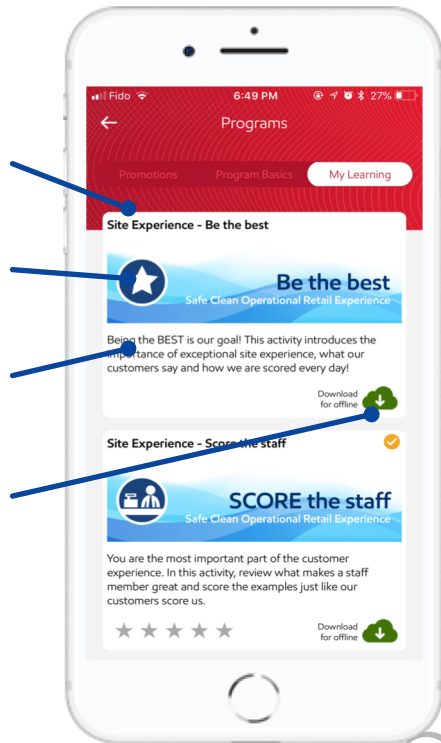 Fido 6:49 PM 27%
Programs
Promotions Program Basics My Learning
Site Experience - Be the best
Be the best
Safe Clean Operational Retail Experience
Being the BEST is our goal! This activity introduces the
importance of exceptional site experience, what our
customers say and how we are scored
every day!
Download
for offline
Site Experience - Score the staff
SCORE the staff
Safe Clean Operational Retail Experience
You are the most important part of the customer
experience. In this activity, review what makes a staff
member great and score the examples just like our
customers score us.
Download
for offline